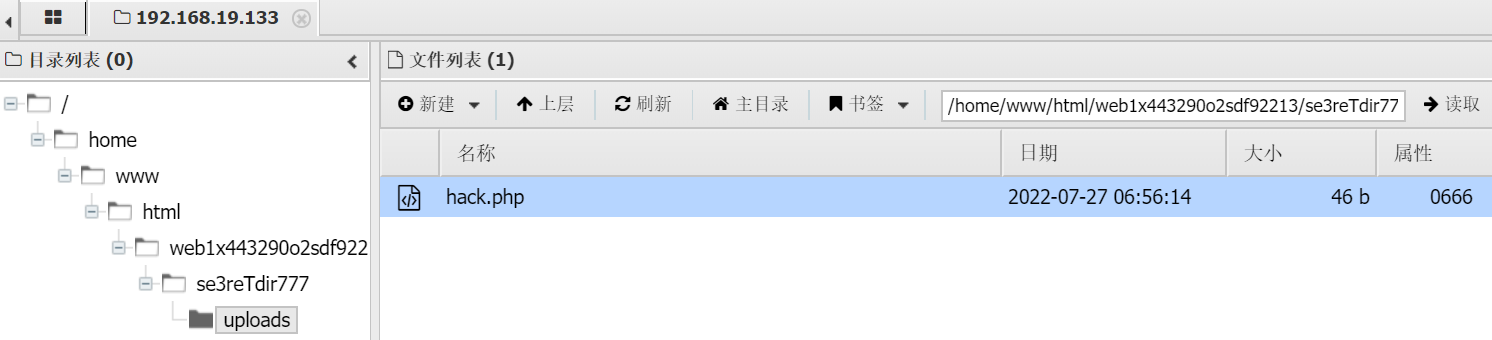 192.168.19.133
目录列表 (0)
文件列表 (1)
新建 上层 刷新 主目录 书签 /home/www/html/web1x443290o2sdf92213/se3reTdir77 读取
/
home
www
html
web1x443290o2sdf922
se3reTdir777
uploads
名称 日期 大小 属性
hack.php 2022-07-27 06:56:14 46 b 0666